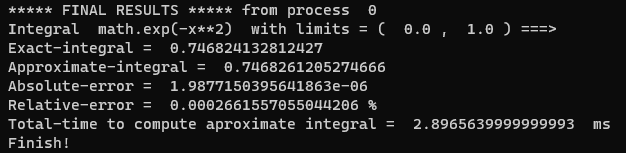 ***** FINAL RESULTS ***** from process  0
Integral  math.exp(-x**2)  with limits = (  0.0 ,  1.0 ) ===>
Exact-integral =  0.746824132812427
Approximate-integral =  0.7468261205274666
Absolute-error =  1.9877150395641863e-06
Relative-error =  0.0002661557055044206 %
Total-time to compute aproximate integral =  2.8965639999999993  ms
Finish!